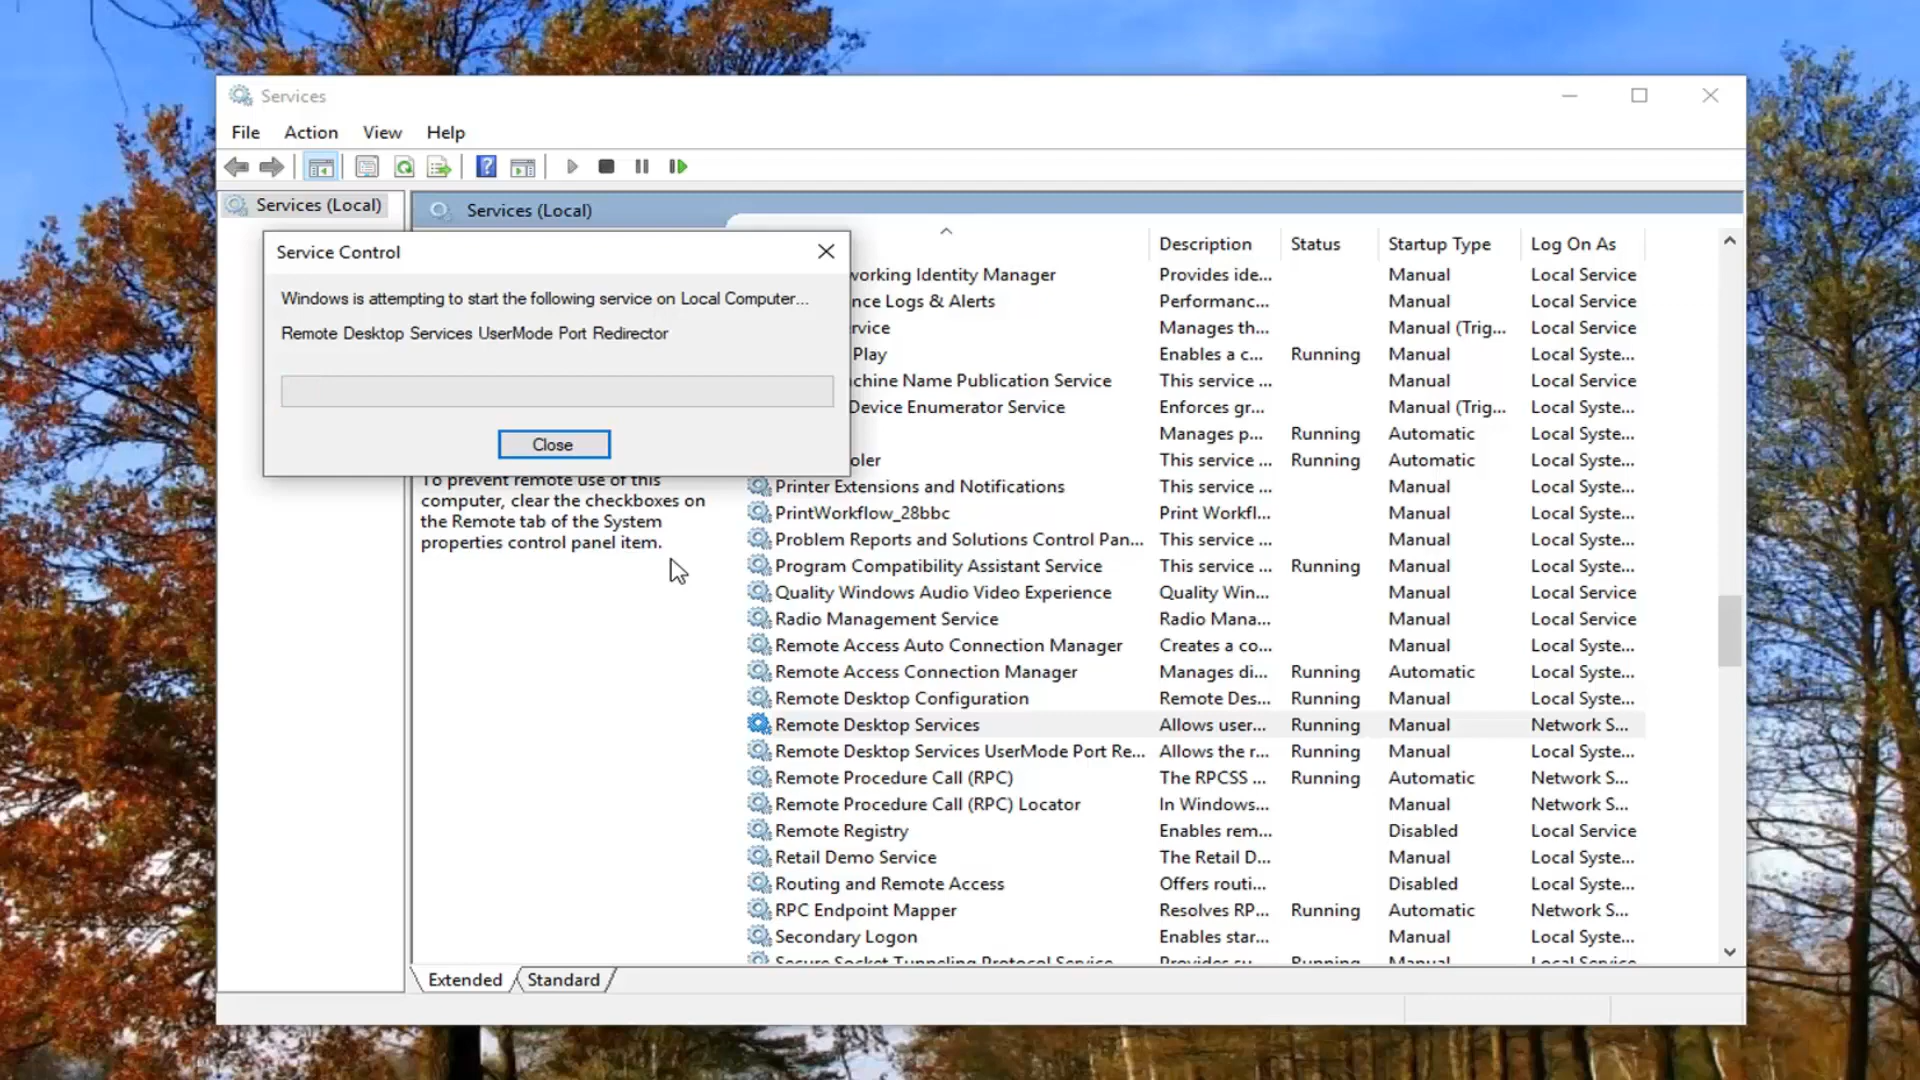 Services
File Action View Help
Services (Local)
Services (Local)
Service Control
Windows is attempting to start the following service on Local Computer...
Remote Desktop Services UserMode Port Redirector
Close
To prevent remote use of this
computer, clear the checkboxes on
the Remote tab of the System
properties control panel item.
Description Status Startup Type Log On As
working Identity Manager Provides ide... Manual Local Service
nce Logs & Alerts Performanc... Manual Local Service
rvice Manages th... Manual (Trig... Local Service
Play Enables a c... Running Manual Local Syste...
chine Name Publication Service This service ... Manual Local Service
Device Enumerator Service Enforces gr... Manual (Trig... Local Syste...
Manages p... Running Automatic Local Syste...
oler This service ... Running Automatic Local Syste...
Printer Extensions and Notifications This service ... Manual Local Syste...
PrintWorkflow_28bbc Print Workfl... Manual Local Syste...
Problem Reports and Solutions Control Pan... This service ... Manual Local Syste...
Program Compatibility Assistant Service This service ... Running Manual Local Syste...
Quality Windows Audio Video Experience Quality Win... Manual Local Service
Radio Management Service Radio Mana... Manual Local Service
Remote Access Auto Connection Manager Creates a co... Manual Local Syste...
Remote Access Connection Manager Manages di... Running Automatic Local Syste...
Remote Desktop Configuration Remote Des... Running Manual Local Syste...
Remote Desktop Services Allows user... Running Manual Network S...
Remote Desktop Services UserMode Port Re... Allows the r... Running Manual Local Syste...
Remote Procedure Call (RPC) The RPCSS ... Running Automatic Network S...
Remote Procedure Call (RPC) Locator In Windows... Manual Network S...
Remote Registry Enables rem... Disabled Local Service
Retail Demo Service The Retail D... Manual Local Syste...
Routing and Remote Access Offers routi... Disabled Local Syste...
RPC Endpoint Mapper Resolves RP... Running Automatic Network S...
Secondary Logon Enables star... Manual Local Syste...
Secure Socket Tunneling Protocol Service Provides su... Running Manual Local Service
Extended Standard